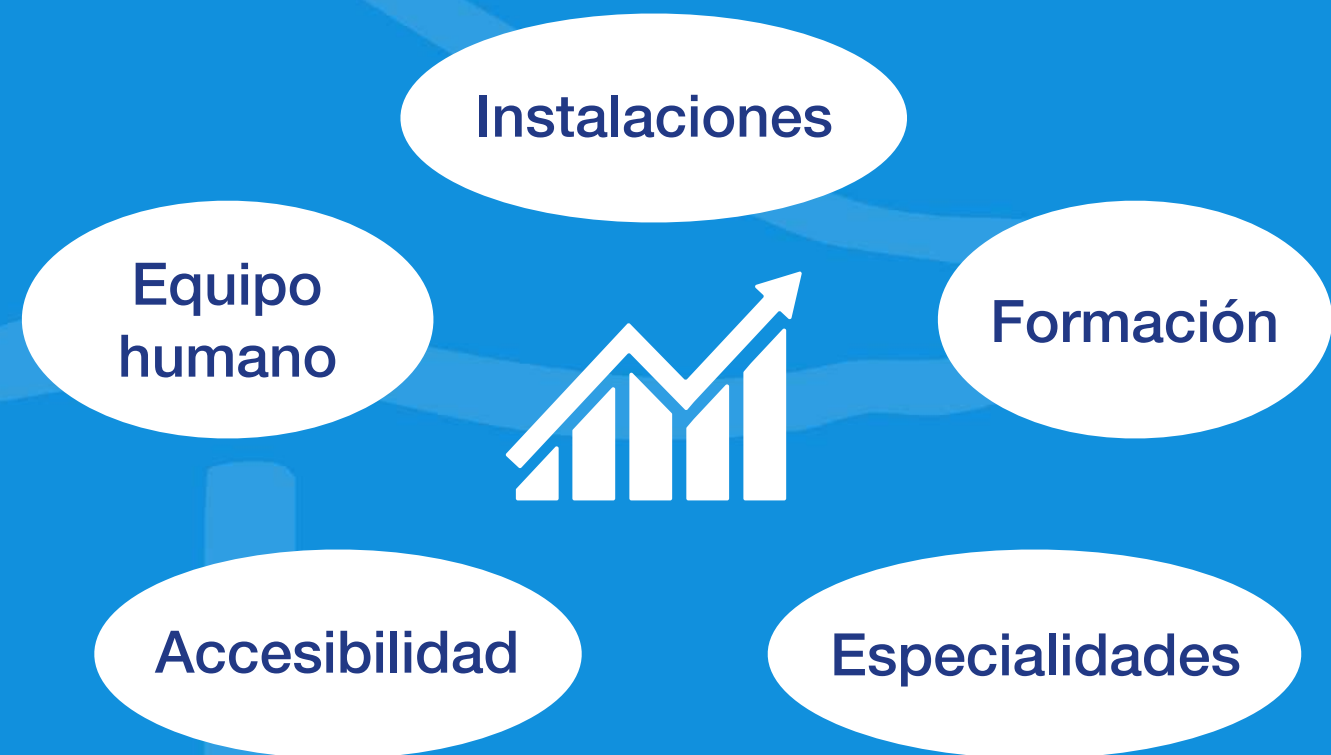 Instalaciones
Equipo
humano
Formación
Accesibilidad
Especialidades